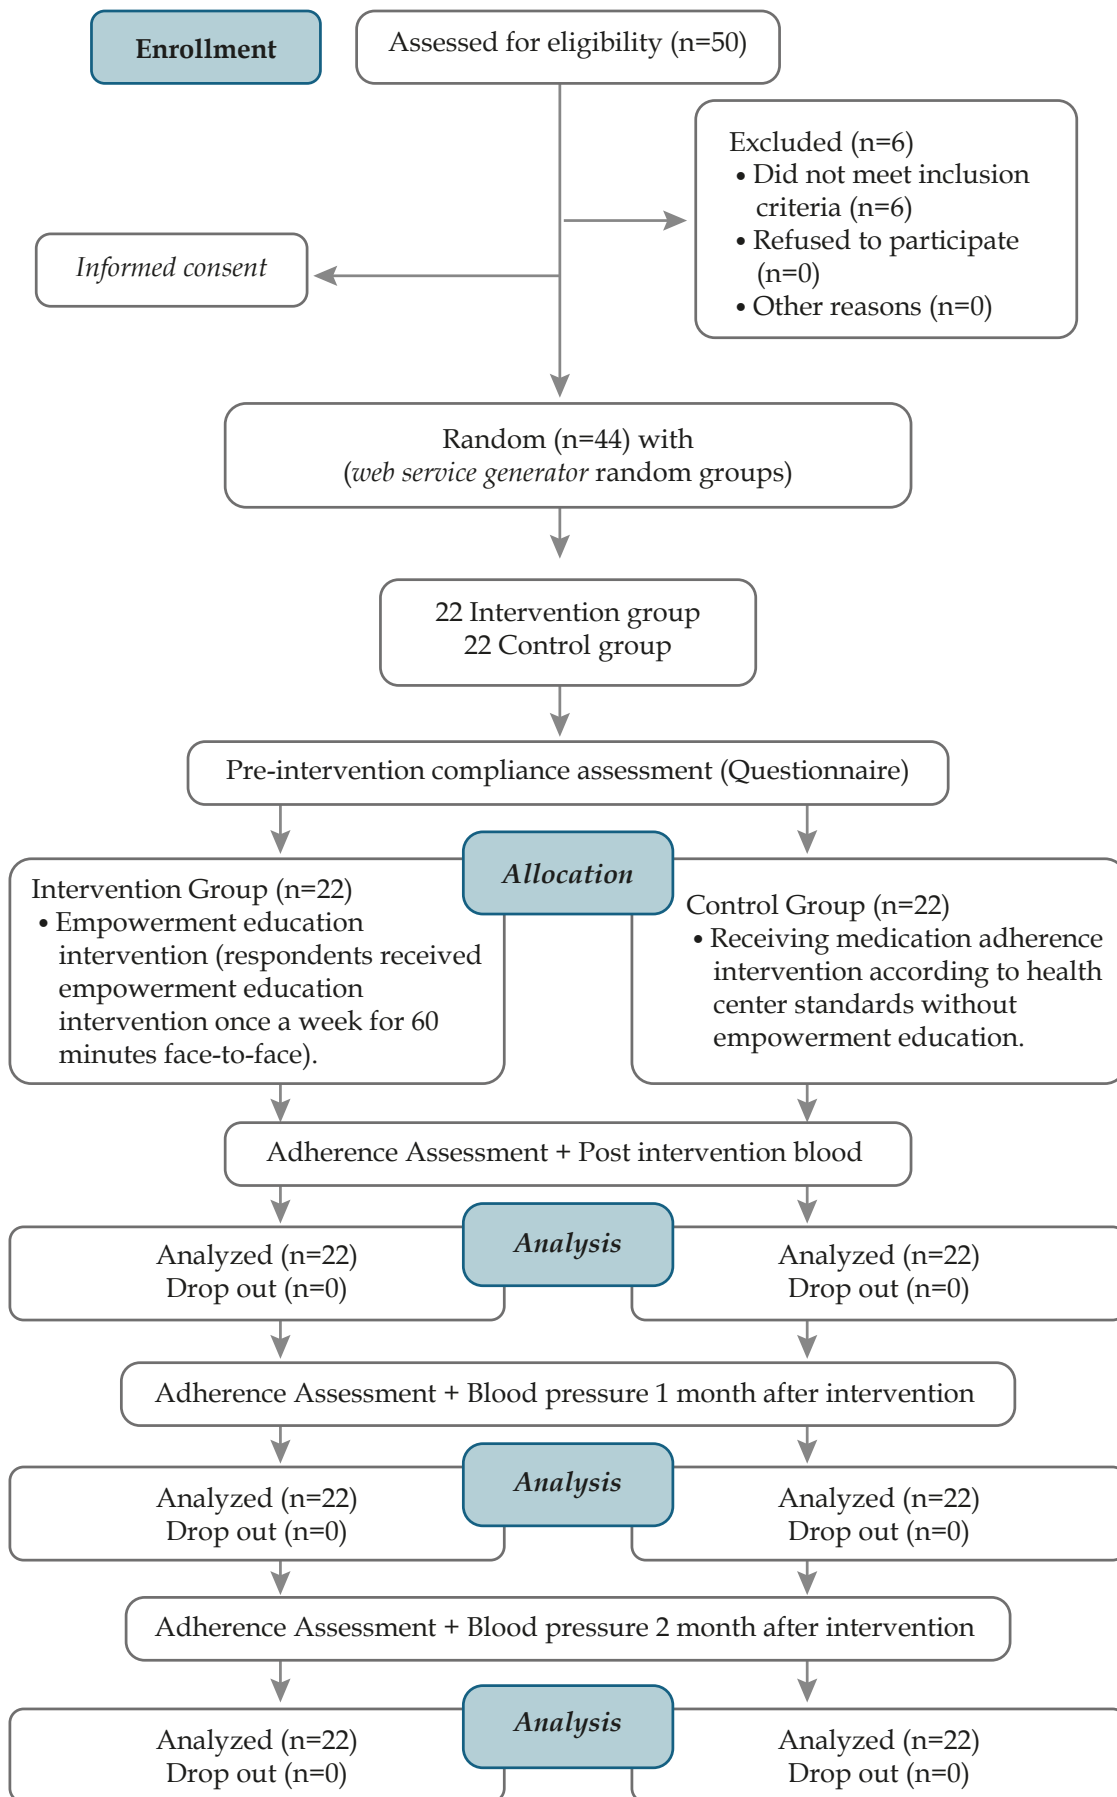 Enrollment
Assessed for eligibility (n=50)
Excluded (n=6)
• Did not meet inclusion
criteria (n=6)
• Refused to participate
(n=0)
• Other reasons (n=0)
Informed consent
Random (n=44) with
(web service generator random groups)
22 Intervention group
22 Control group
Pre-intervention compliance assessment (Questionnaire)
Allocation
Intervention Group (n=22)
• Empowerment education
intervention (respondents received
empowerment education
intervention once a week for 60
minutes face-to-face).
Control Group (n=22)
• Receiving medication adherence
intervention according to health
center standards without
empowerment education.
Adherence Assessment + Post intervention blood
Analysis
Analyzed (n=22)
Drop out (n=0)
Analyzed (n=22)
Drop out (n=0)
Adherence Assessment + Blood pressure 1 month after intervention
Analysis
Analyzed (n=22)
Drop out (n=0)
Analyzed (n=22)
Drop out (n=0)
Adherence Assessment + Blood pressure 2 month after intervention
Analysis
Analyzed (n=22)
Drop out (n=0)
Analyzed (n=22)
Drop out (n=0)